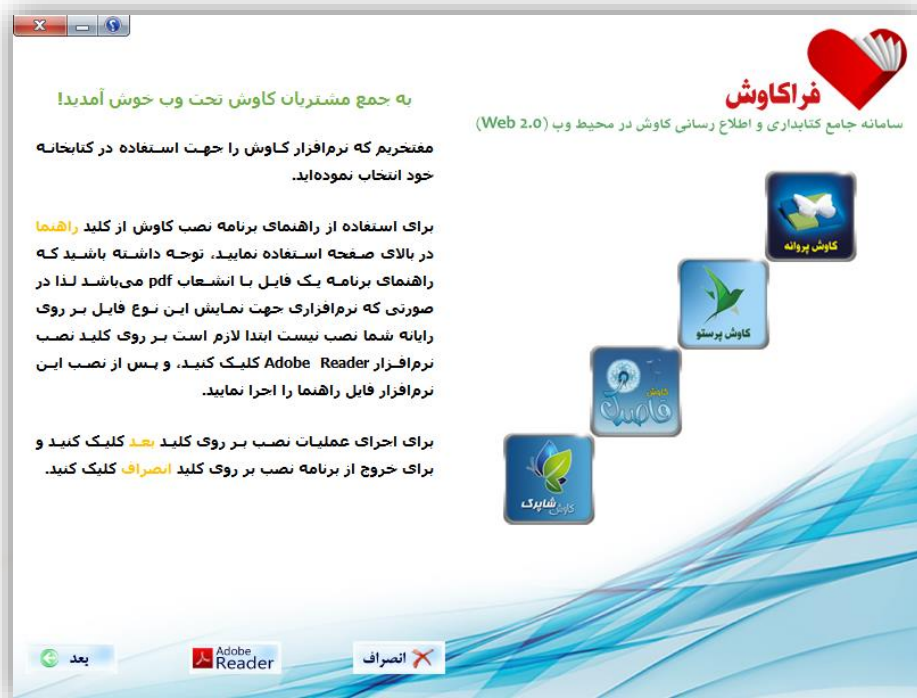 فراکاوش
سامانه جامع کتابداری و اطلاع رسانی کاوش در محیط وب (Web 2.0)
کاوش پروانه
کاوش پرستو
کاوش
قاصدک
کاوش شاپرک
به جمع مشتریان کاوش تحت وب خوش آمدید!
مفتخریم که نرم‌افزار کاوش را جهت استفاده در کتابخانه
خود انتخاب نموده‌اید.
برای استفاده از راهنمای برنامه نصب کاوش از کلید راهنما
در بالای صفحه استفاده نمایید، توجه داشته باشید که
راهنمای برنامه یک فایل با انشعاب pdf می‌باشد لذا در
صورتی که نرم‌افزاری جهت نمایش این نوع فایل بر روی
رایانه شما نصب نیست ابتدا لازم است بر روی کلید نصب
نرم‌افزار Adobe Reader کلیک کنید، و پس از نصب این
نرم‌افزار فایل راهنما را اجرا نمایید.
برای اجرای عملیات نصب بر روی کلید بعد کلیک کنید و
برای خروج از برنامه نصب بر روی کلید انصراف کلیک کنید.
انصراف
Adobe
Reader
بعد